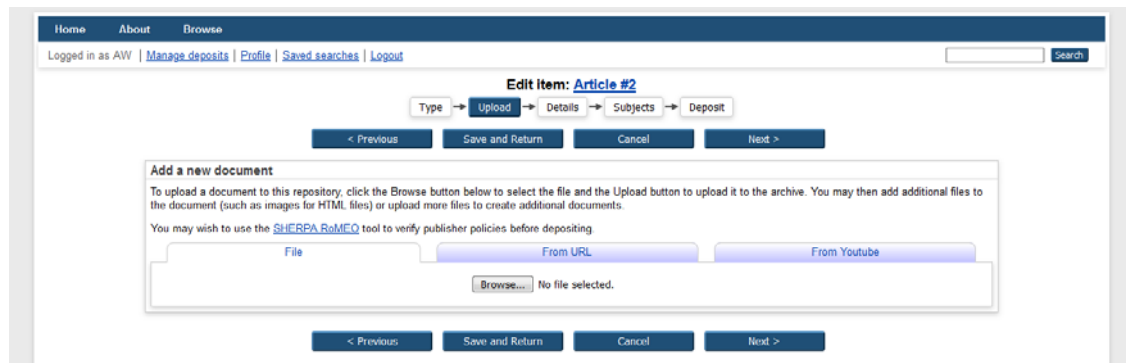 Home About Browse
Logged in as AW | Manage deposits | Profile | Saved searches | Logout Search
Edit item: Article #2
Type → Upload → Details → Subjects → Deposit
< Previous Save and Return Cancel Next >
Add a new document
To upload a document to this repository, click the Browse button below to select the file and the Upload button to upload it to the archive. You may then add additional files to
the document (such as images for HTML files) or upload more files to create additional documents.
You may wish to use the SHERPA RoMEO tool to verify publisher policies before depositing.
File From URL From Youtube
Browse... No file selected.
< Previous Save and Return Cancel Next >